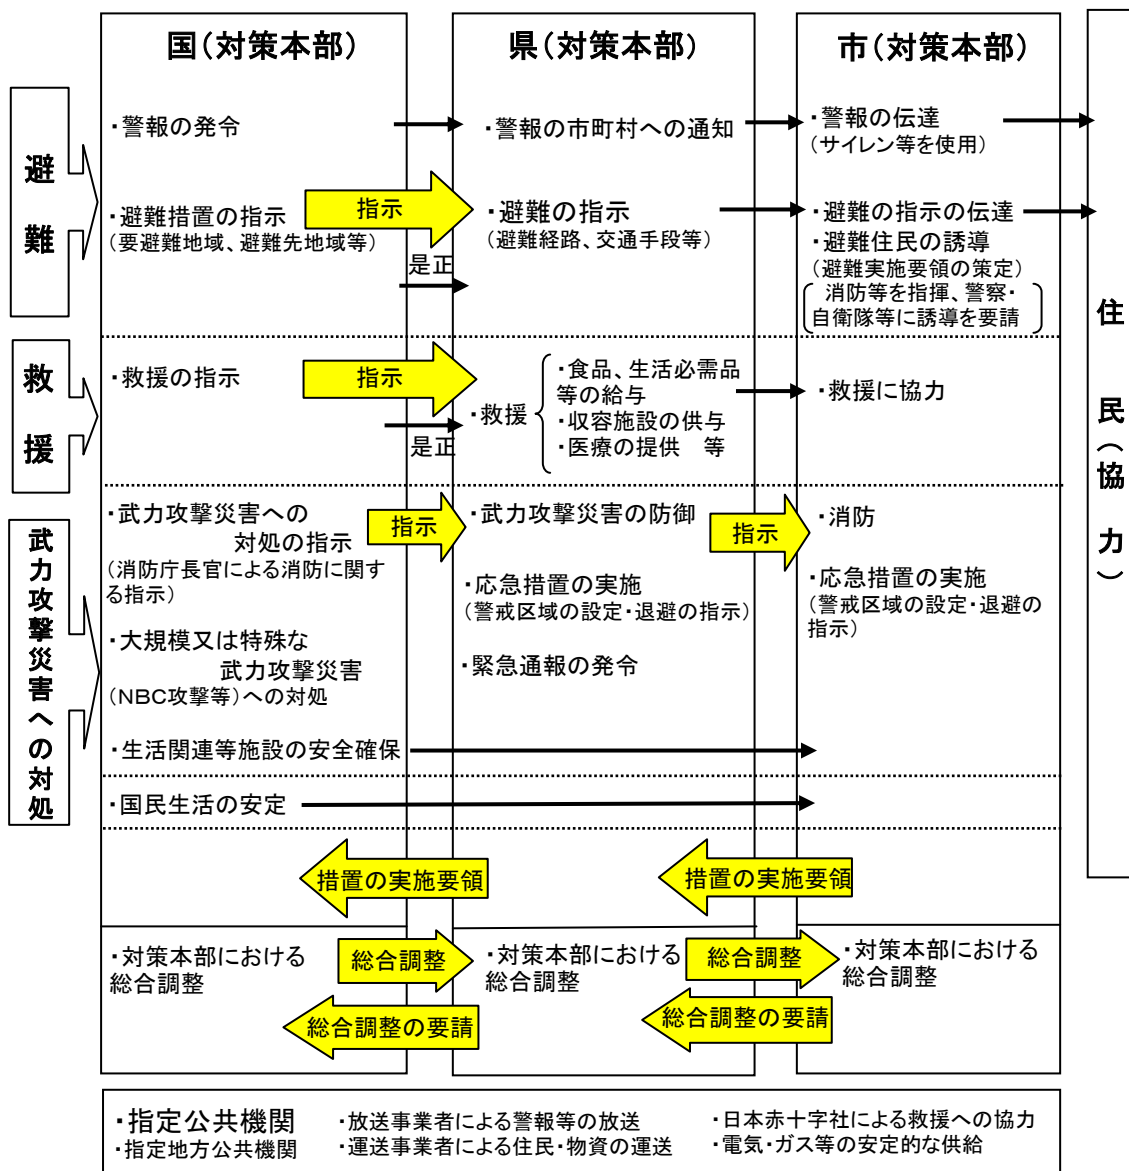 国(対策本部)
県(対策本部)
市(対策本部)
避難
・警報の発令
・警報の市町村への通知
・警報の伝達
(サイレン等を使用)
・避難措置の指示
(要避難地域、避難先地域等)
指示
是正
・避難の指示
(避難経路、交通手段等)
・避難の指示の伝達
・避難住民の誘導
(避難実施要領の策定)
消防等を指揮、警察・
自衛隊等に誘導を要請
救援
・救援の指示
指示
是正
・救援
・食品、生活必需品
等の給与
・収容施設の供与
・医療の提供 等
・救援に協力
武力攻撃災害への対処
・武力攻撃災害への
対処の指示
(消防庁長官による消防に関す
る指示)
指示
・武力攻撃災害の防御
指示
・消防
・応急措置の実施
(警戒区域の設定・退避の指示)
・応急措置の実施
(警戒区域の設定・退避の
指示)
・大規模又は特殊な
武力攻撃災害
(NBC攻撃等)への対処
・緊急通報の発令
・生活関連等施設の安全確保
・国民生活の安定
措置の実施要領
措置の実施要領
・対策本部における
総合調整
総合調整
・対策本部における
総合調整
総合調整
・対策本部における
総合調整
総合調整の要請
総合調整の要請
住民(協力)
・指定公共機関
・指定地方公共機関
・放送事業者による警報等の放送
・運送事業者による住民・物資の運送
・日本赤十字社による救援への協力
・電気・ガス等の安定的な供給